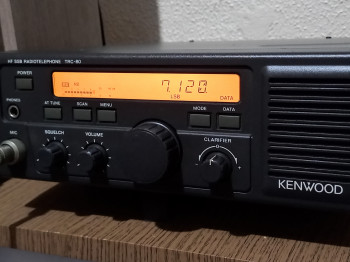 HF SSB RADIOTELEPHONE TRC-80
POWER
7.120.
LSB DATA
PHONES
AT TUNE SCAN MENU MODE DATA
MIC SQUELCH VOLUME CLARIFIER
KENWOOD